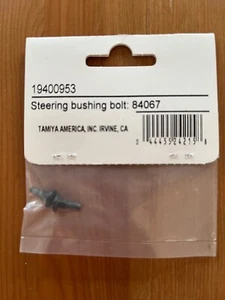 19400953
Steering bushing bolt: 84067
TAMIYA AMERICA, INC. IRVINE, CA